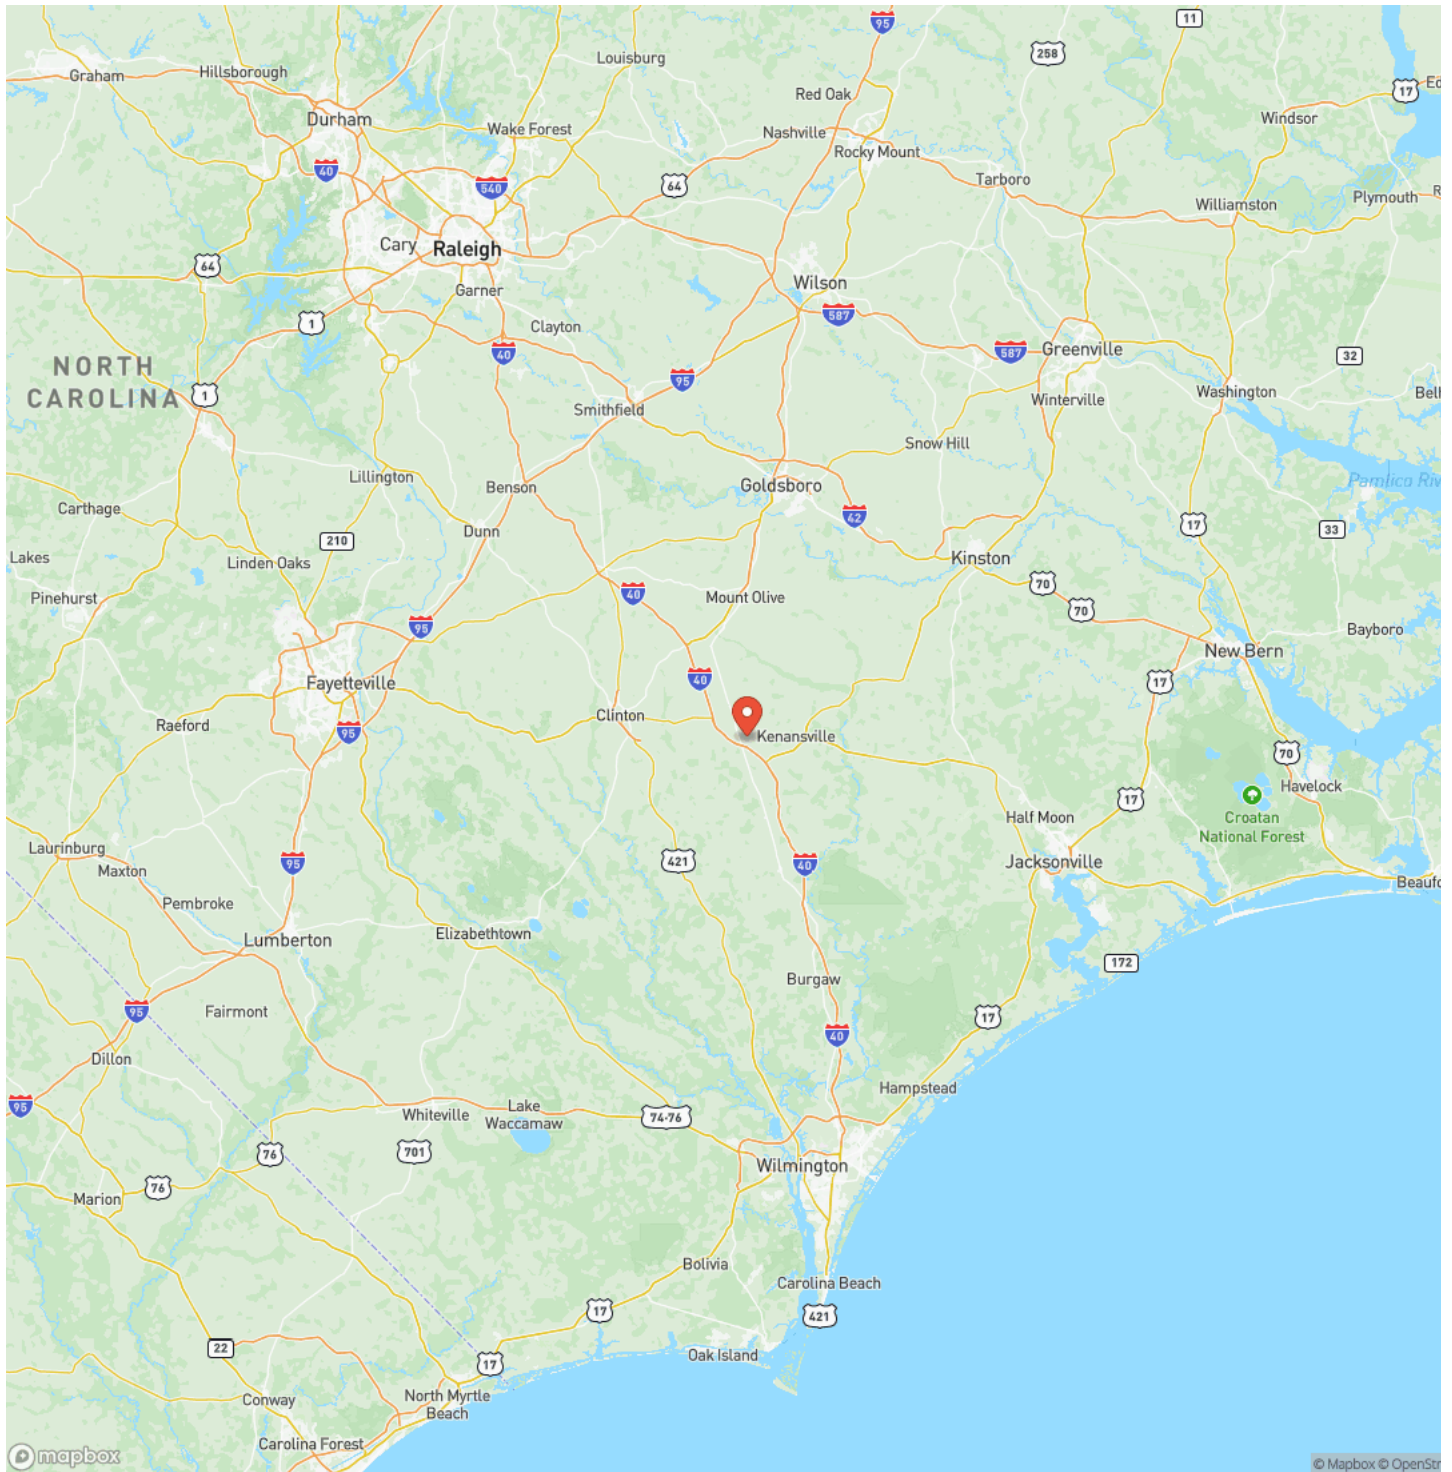 95
11
258
Louisburg
Graham
Hillsborough
17
Ed
Red Oak
Windsor
Durham
Wake Forest
Nashville
Rocky Mount
40
540
64
Tarboro
Plymouth
R
Williamston
Cary
Raleigh
64
Wilson
Garner
587
1
Clayton
40
587
Greenville
32
NORTH
CAROLINA
1
95
Washington
Bell
Smithfield
Winterville
Snow Hill
Lillington
Benson
Goldsboro
Pamlico Riv
Carthage
42
17
33
Dunn
210
Lakes
Linden Oaks
Kinston
70
40
Mount Olive
Pinehurst
70
95
Bayboro
New Bern
40
Fayetteville
17
Clinton
Raeford
95
Kenansville
70
Havelock
17
Half Moon
Croatan
National Forest
Laurinburg
421
95
40
Jacksonville
Maxton
Beaufo
Pembroke
Lumberton
Elizabethtown
172
Burgaw
95
Fairmont
17
40
Dillon
Hampstead
95
Whiteville
Lake
Waccamaw
74-76
76
701
Wilmington
76
Marion
Bolivia
Carolina Beach
17
421
22
Oak Island
17
North Myrtle
Beach
Conway
Carolina Forest
mapbox
© Mapbox © OpenStr